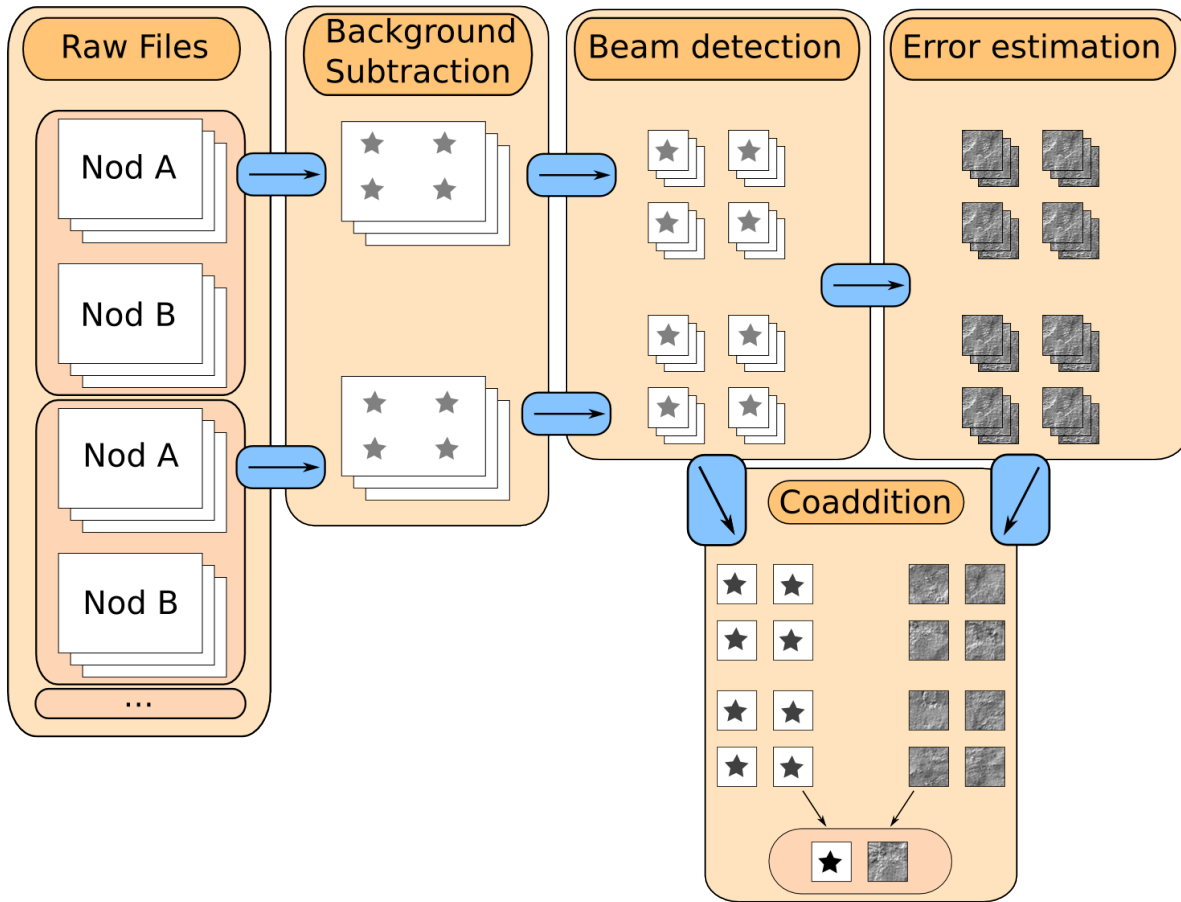 Raw Files
Background
Subtraction
Beam detection
Error estimation
Nod A
Nod B
Nod A
Nod B
...
Coaddition